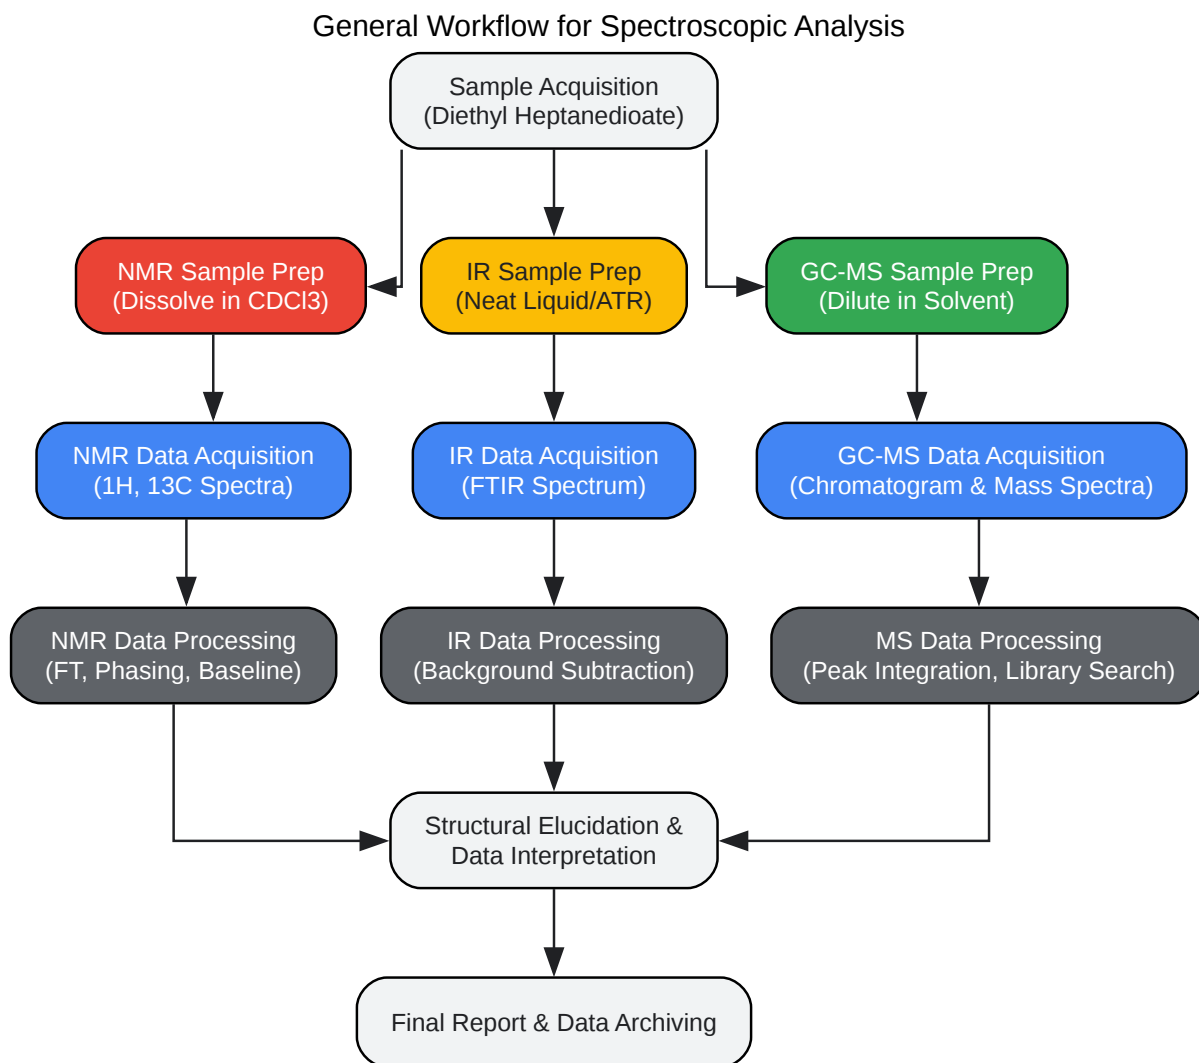 General Workflow for Spectroscopic Analysis
Sample Acquisition
(Diethyl Heptanedioate)
NMR Sample Prep
(Dissolve in CDCl3)
IR Sample Prep
(Neat Liquid/ATR)
GC-MS Sample Prep
(Dilute in Solvent)
NMR Data Acquisition
(1H, 13C Spectra)
IR Data Acquisition
(FTIR Spectrum)
GC-MS Data Acquisition
(Chromatogram & Mass Spectra)
NMR Data Processing
(FT, Phasing, Baseline)
IR Data Processing
(Background Subtraction)
MS Data Processing
(Peak Integration, Library Search)
Structural Elucidation &
Data Interpretation
Final Report & Data Archiving